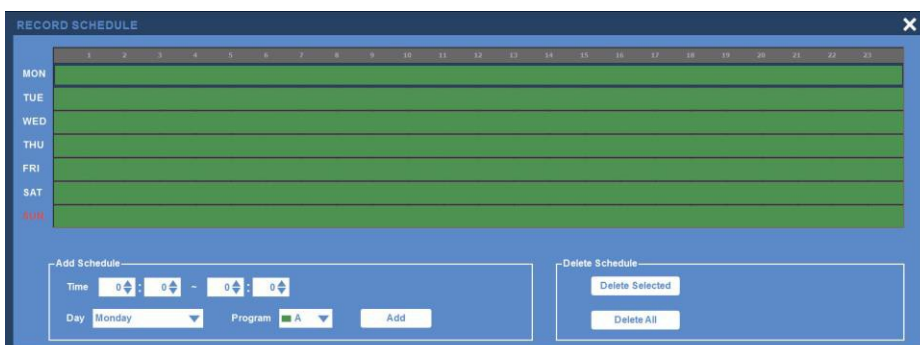 RECORD SCHEDULE
1 2 3 4 5 6 7 8 9 10 11 12 13 14 15 16 17 18 19 20 21 22 23
MON
TUE
WED
THU
FRI
SAT
SUN
Add Schedule
Time 0 : 0 ~ 0 : 0
Day Monday Program A Add
Delete Schedule
Delete Selected
Delete All